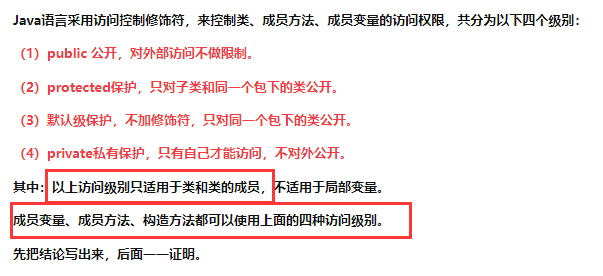 Java语言采用访问控制修饰符，来控制类、成员方法、成员变量的访问权限，共分为以下四个级别：
（1）public 公开，对外部访问不做限制。
（2）protected保护，只对子类和同一个包下的类公开。
（3）默认级保护，不加修饰符，只对同一个包下的类公开。
（4）private私有保护，只有自己才能访问，不对外公开。
其中：以上访问级别只适用于类和类的成员，不适用于局部变量。
成员变量、成员方法、构造方法都可以使用上面的四种访问级别。
先把结论写出来，后面一一证明。